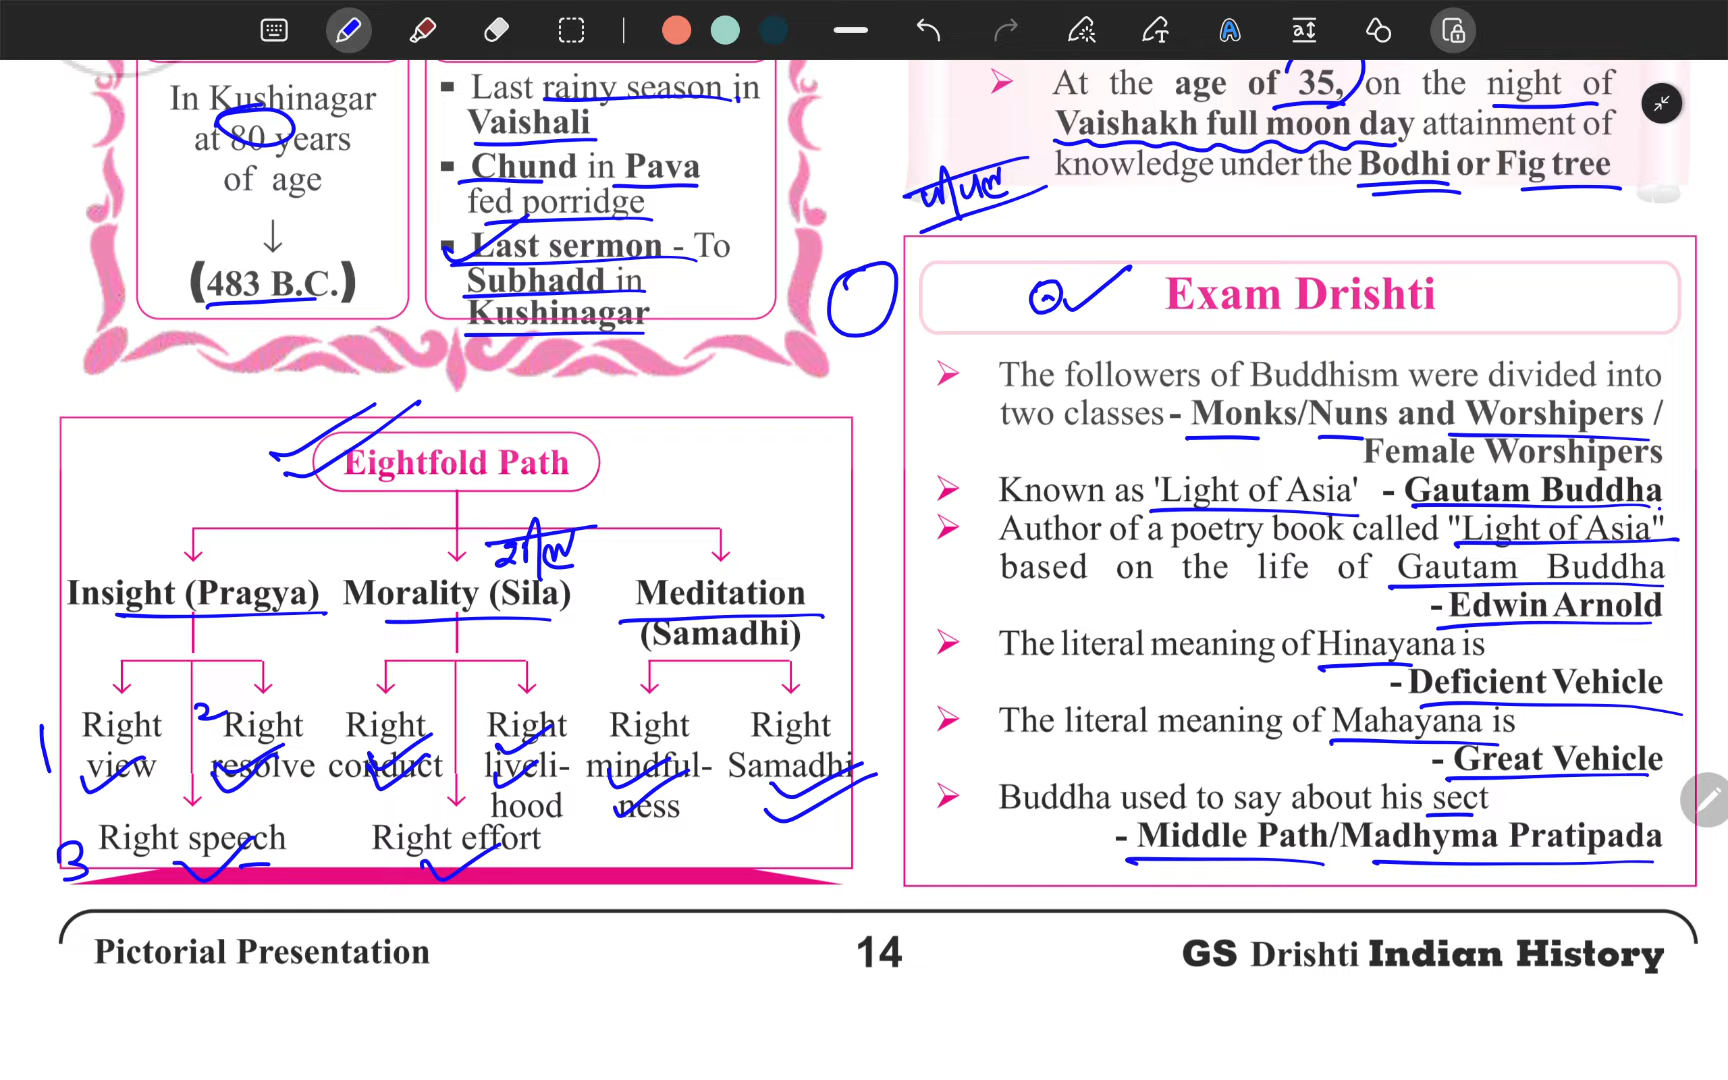 In Kushinagar
at 80 years
of age
(483 B.C.)
Last rainy season in
Vaishali
Chund in Pava
fed porridge
Last sermon - To
Subhadd in
Kushinagar
At the age of 35, on the night of
Vaishakh full moon day attainment of
knowledge under the Bodhi or Fig tree
Eightfold Path
Insight (Pragya) Morality (Sila) Meditation
(Samadhi)
1 Right view
2 Right resolve
Right conduct
Right liveli-
hood
Right mindful-
ness
Right Samadhi
3 Right speech
Right effort
Exam Drishti
The followers of Buddhism were divided into
two classes - Monks/Nuns and Worshipers /
Female Worshipers
Known as 'Light of Asia' - Gautam Buddha
Author of a poetry book called "Light of Asia"
based on the life of Gautam Buddha
- Edwin Arnold
The literal meaning of Hinayana is
- Deficient Vehicle
The literal meaning of Mahayana is
- Great Vehicle
Buddha used to say about his sect
- Middle Path/Madhyma Pratipada
Pictorial Presentation 14 GS Drishti Indian History